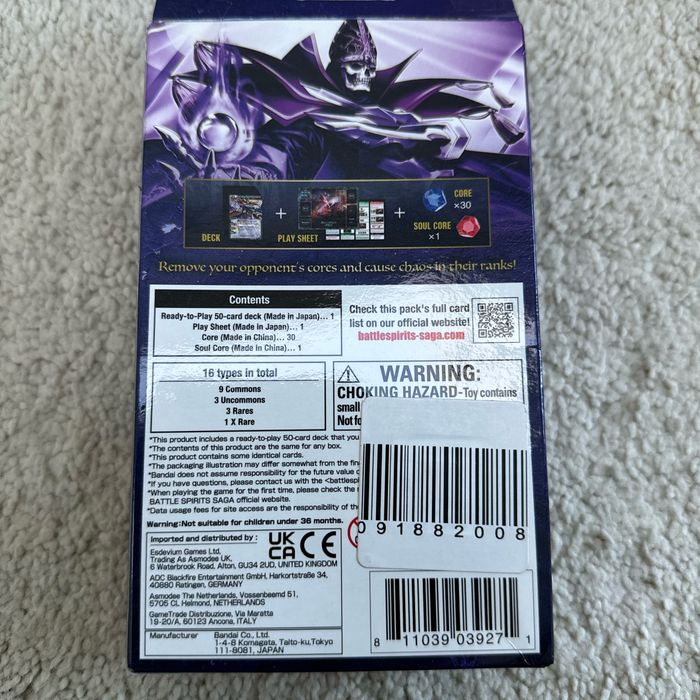 DECK
+
PLAY SHEET
+
CORE
×30
SOUL CORE
×1
Remove your opponent's cores and cause chaos in their ranks!
Contents
Ready-to-Play 50-card deck (Made in Japan)... 1
Play Sheet (Made in Japan)... 1
Core (Made in China)... 30
Soul Core (Made in China)... 1
Check this pack's full card
list on our official website!
battlespirits-saga.com
16 types in total
9 Commons
3 Uncommons
3 Rares
1 X Rare
WARNING:
CHOKING HAZARD-Toy contains
small
Not fo
*This product includes a ready-to-play 50-card deck that you
*The contents of this product are the same for any box.
*This product contains some identical cards.
*The packaging illustration may differ somewhat from the fin
*Bandai does not assume responsibility for the future value o
*If you have questions, please contact us with the <battlespi
*When playing the game for the first time, please check the
BATTLE SPIRITS SAGA official website.
*Data usage fees for site access are the responsibility of the
Warning:Not suitable for children under 36 months.
Imported and distributed by:
Esdevium Games Ltd.
Trading As Asmodee UK,
6 Waterbrook Road, Alton, GU34 2UD, UNITED KINGDOM
UK
CA CE
ADC Blackfire Entertainment GmbH, Harkortstraße 34,
40880 Ratingen, GERMANY
Asmodee The Netherlands, Vossenbeemd 51,
5705 CL Helmond, NETHERLANDS
GameTrade Distribuzione, Via Maratta
19-20/A, 60123 Ancona, ITALY
Manufacturer
Bandai Co., Ltd.
1-4-8 Komagata, Taito-ku,Tokyo
111-8081, JAPAN
091882008
8 11039 03927 1